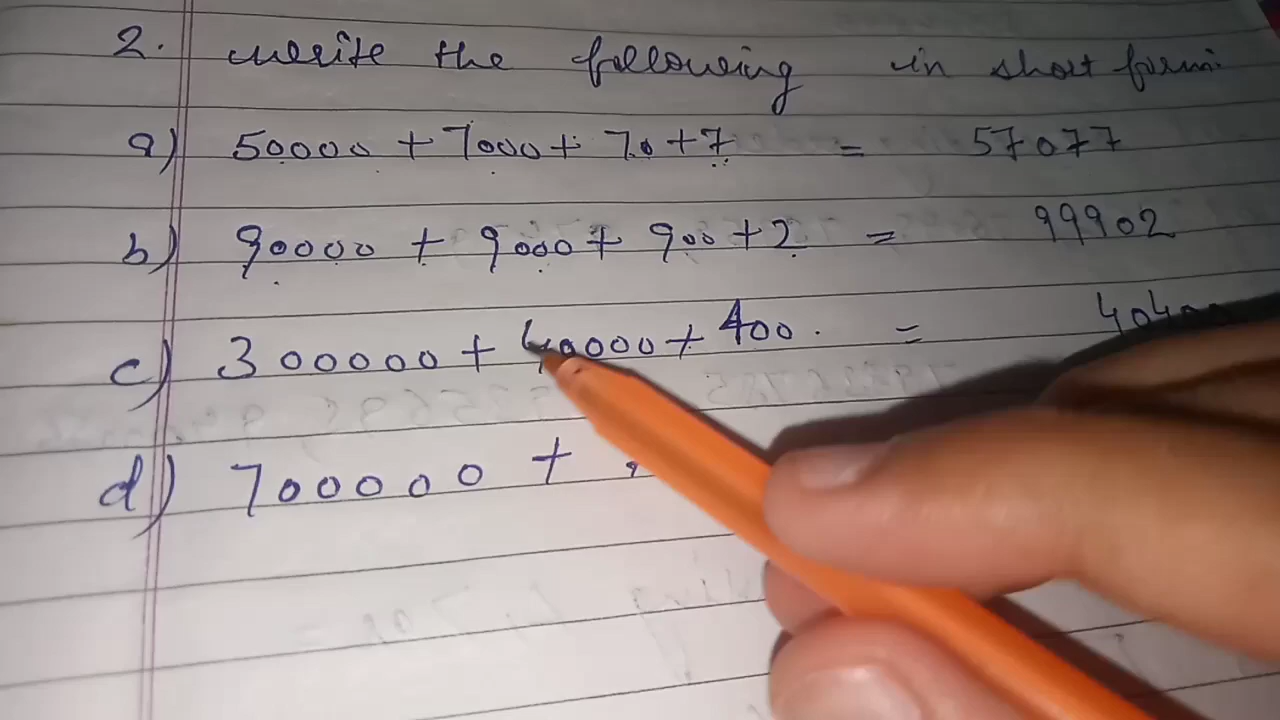 2. write the following in short form:
a) 50000 + 7000 + 70 + 7 = 57077
b) 90000 + 9000 + 900 + 2 = 99902
c) 300000 + 40000 + 400 = 40400
d) 700000 +